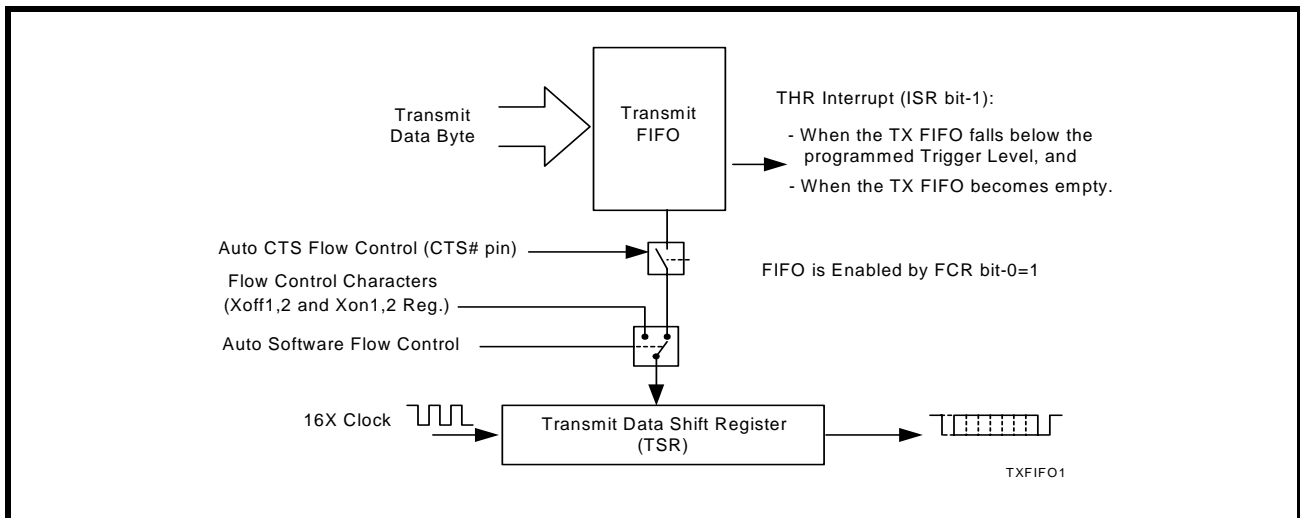 Transmit
Data Byte
Transmit
FIFO
THR Interrupt (ISR bit-1):
- When the TX FIFO falls below the
programmed Trigger Level, and
- When the TX FIFO becomes empty.
Auto CTS Flow Control (CTS# pin)
FIFO is Enabled by FCR bit-0=1
Flow Control Characters
(Xoff1,2 and Xon1,2 Reg.)
Auto Software Flow Control
16X Clock
Transmit Data Shift Register
(TSR)
TXFIFO1